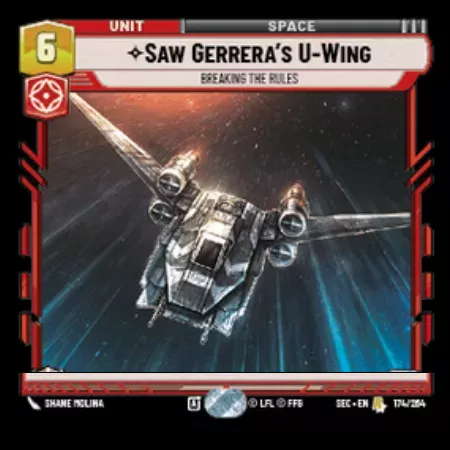 UNIT SPACE
6 SAW GERRERA'S U-WING
BREAKING THE RULES
SHANE MOLINA A © LFL © FFG SEC • EN 174/264